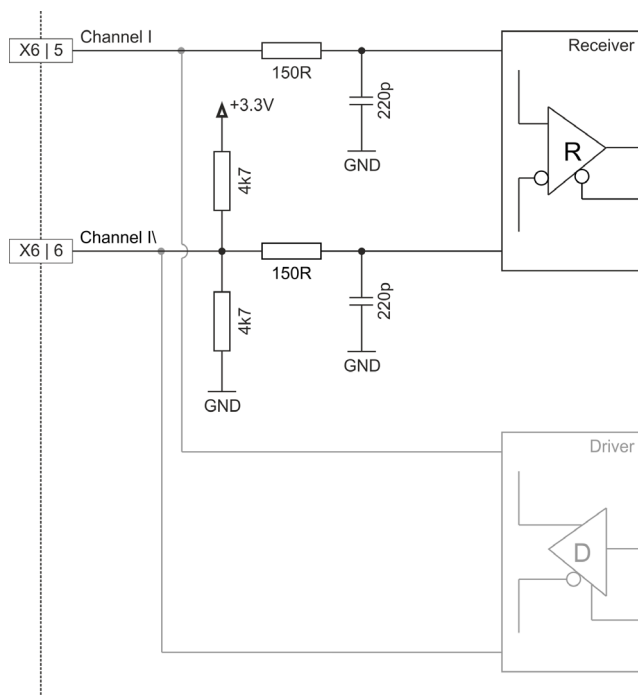 X6 | 5
Channel I
Receiver
150R
220p
+3.3V
GND
R
4k7
X6 | 6
Channel I\
150R
220p
4k7
GND
GND
Driver
D